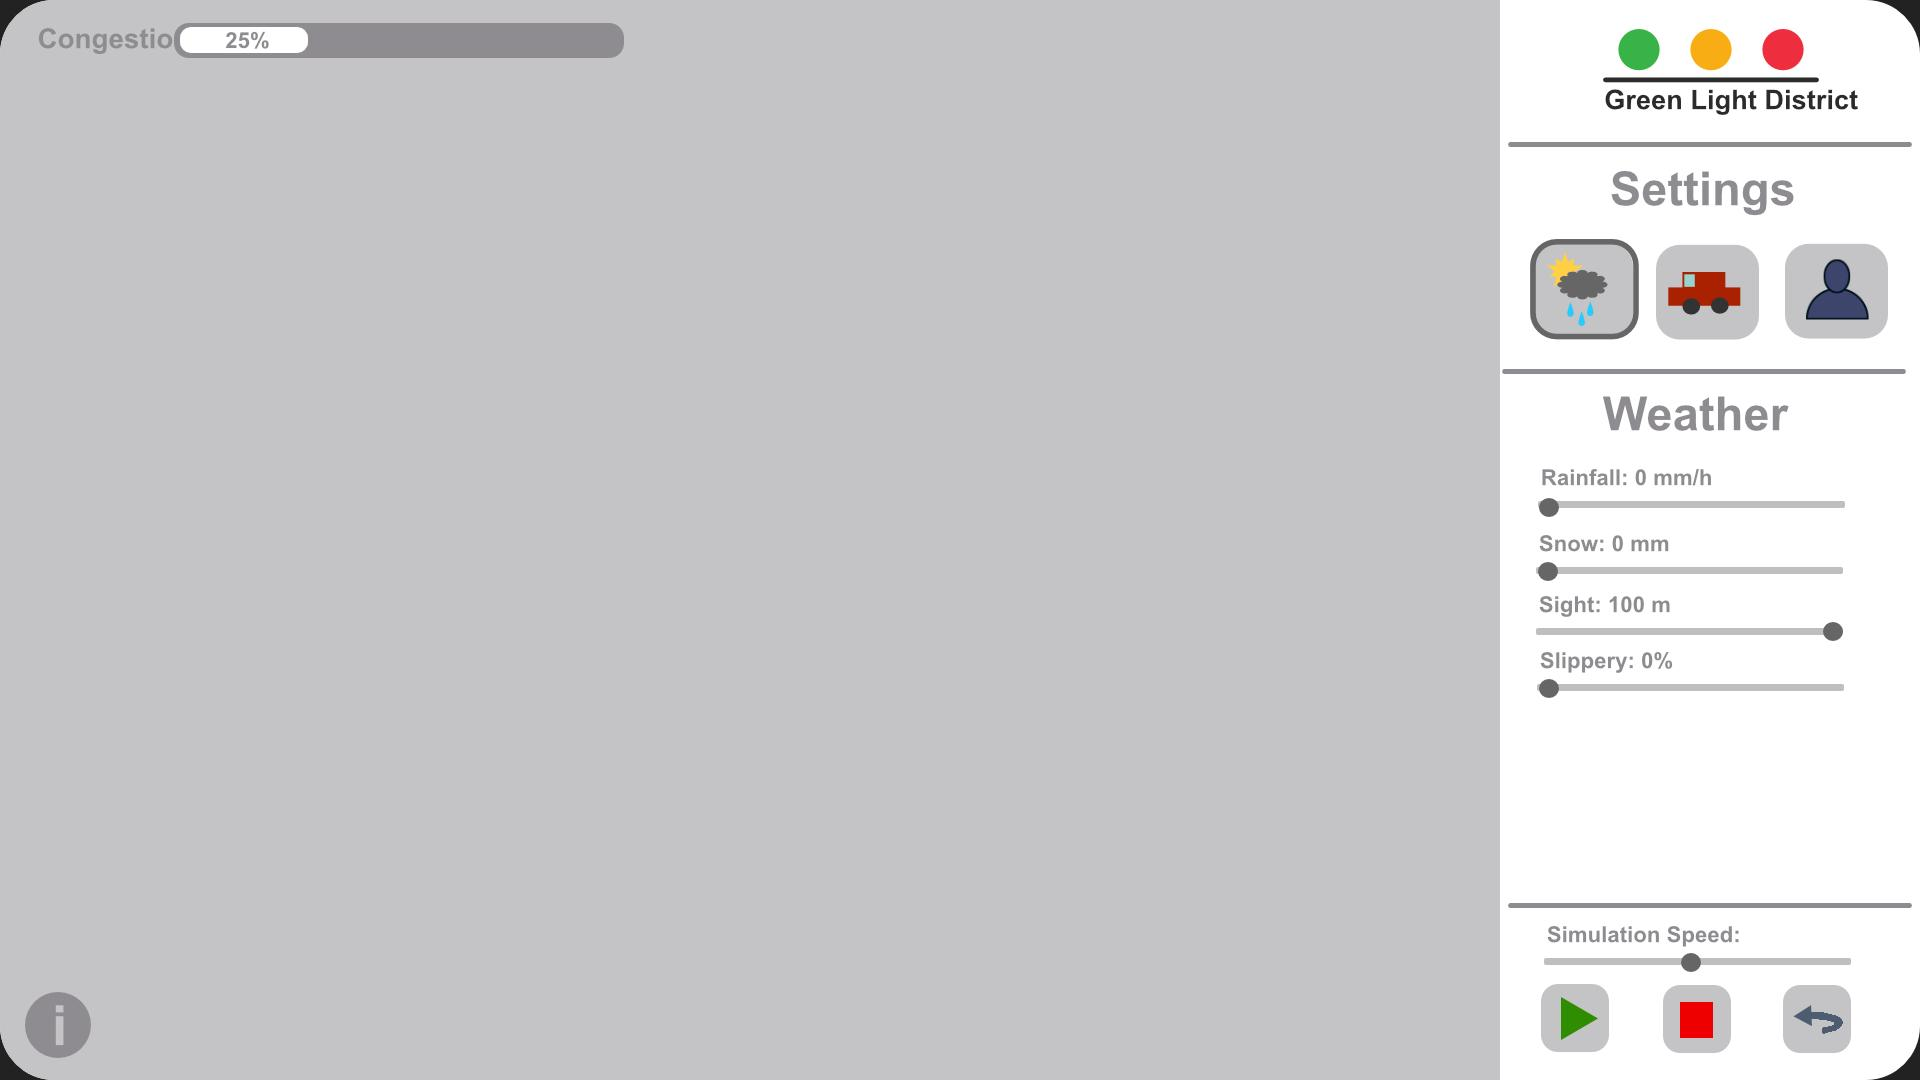 Congestio
25%
Green Light District
Settings
Weather
Rainfall: 0 mm/h
Snow: 0 mm
Sight: 100 m
Slippery: 0%
Simulation Speed:
i